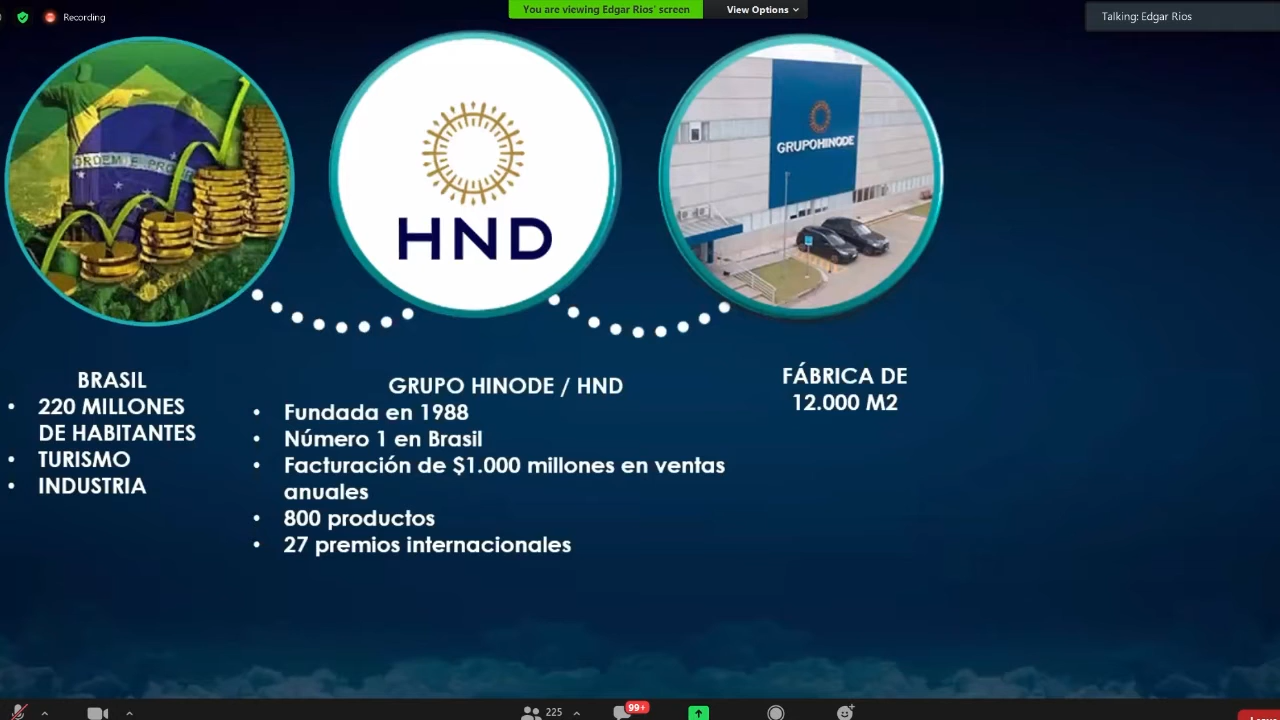 Recording
You are viewing Edgar Rios' screen
View Options
Talking: Edgar Rios
ORDEM E PRO
HND
GRUPOHINODE
BRASIL
• 220 MILLONES
DE HABITANTES
• TURISMO
• INDUSTRIA
GRUPO HINODE / HND
• Fundada en 1988
• Número 1 en Brasil
• Facturación de $1.000 millones en ventas
anuales
• 800 productos
• 27 premios internacionales
FÁBRICA DE
12.000 M2
225
99+